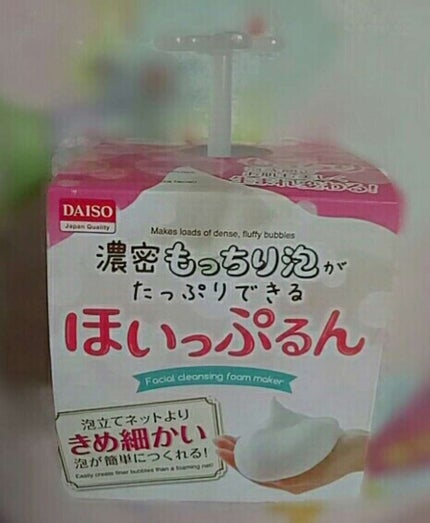 DAISO
Japan Quality
Makes loads of dense, fluffy bubbles
濃密もっちり泡が
たっぷりできる
ほいっぷるん
Facial cleansing foam maker
泡立てネットより
きめ細かい
泡が簡単につくれる!
Easily create finer bubbles than a foaming net!